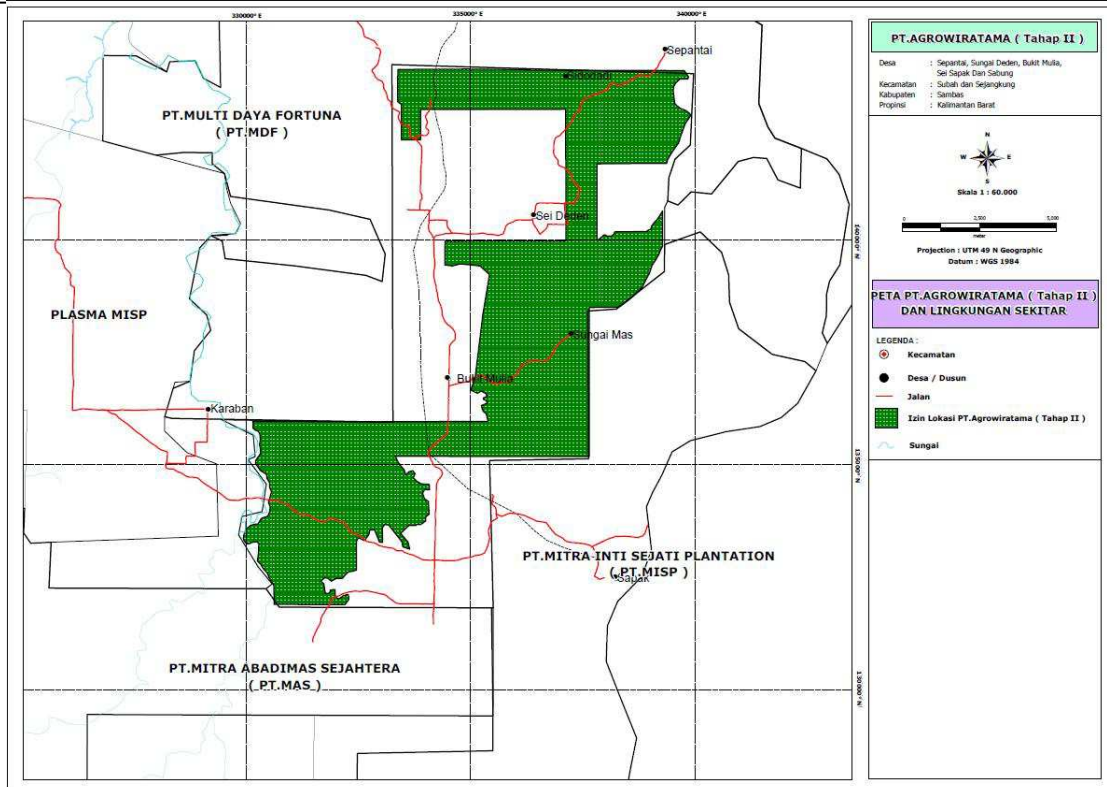 330000° E
335000° E
340000° E
Sepantai
Sidodadi
PT.MULTI DAYA FORTUNA
( PT.MDF )
Sei Deden
140000° N
PLASMA MISP
Sungai Mas
Bukit Mulia
Karaban
135000° N
PT.MITRA INTI SEJATI PLANTATION
( PT.MISP )
Sapak
PT.MITRA ABADIMAS SEJAHTERA
( PT.MAS )
130000° N
PT.AGROWIRATAMA ( Tahap II )
Desa : Sepantai, Sungai Deden, Bukit Mulia,
Sei Sapak Dan Sabung
Kecamatan : Subah dan Sejangkung
Kabupaten : Sambas
Propinsi : Kalimantan Barat
N
W E
S
Skala 1 : 60.000
0 2,500 5,000
meter
Projection : UTM 49 N Geographic
Datum : WGS 1984
PETA PT.AGROWIRATAMA ( Tahap II )
DAN LINGKUNGAN SEKITAR
LEGENDA :
Kecamatan
Desa / Dusun
Jalan
Izin Lokasi PT.Agrowiratama ( Tahap II )
Sungai